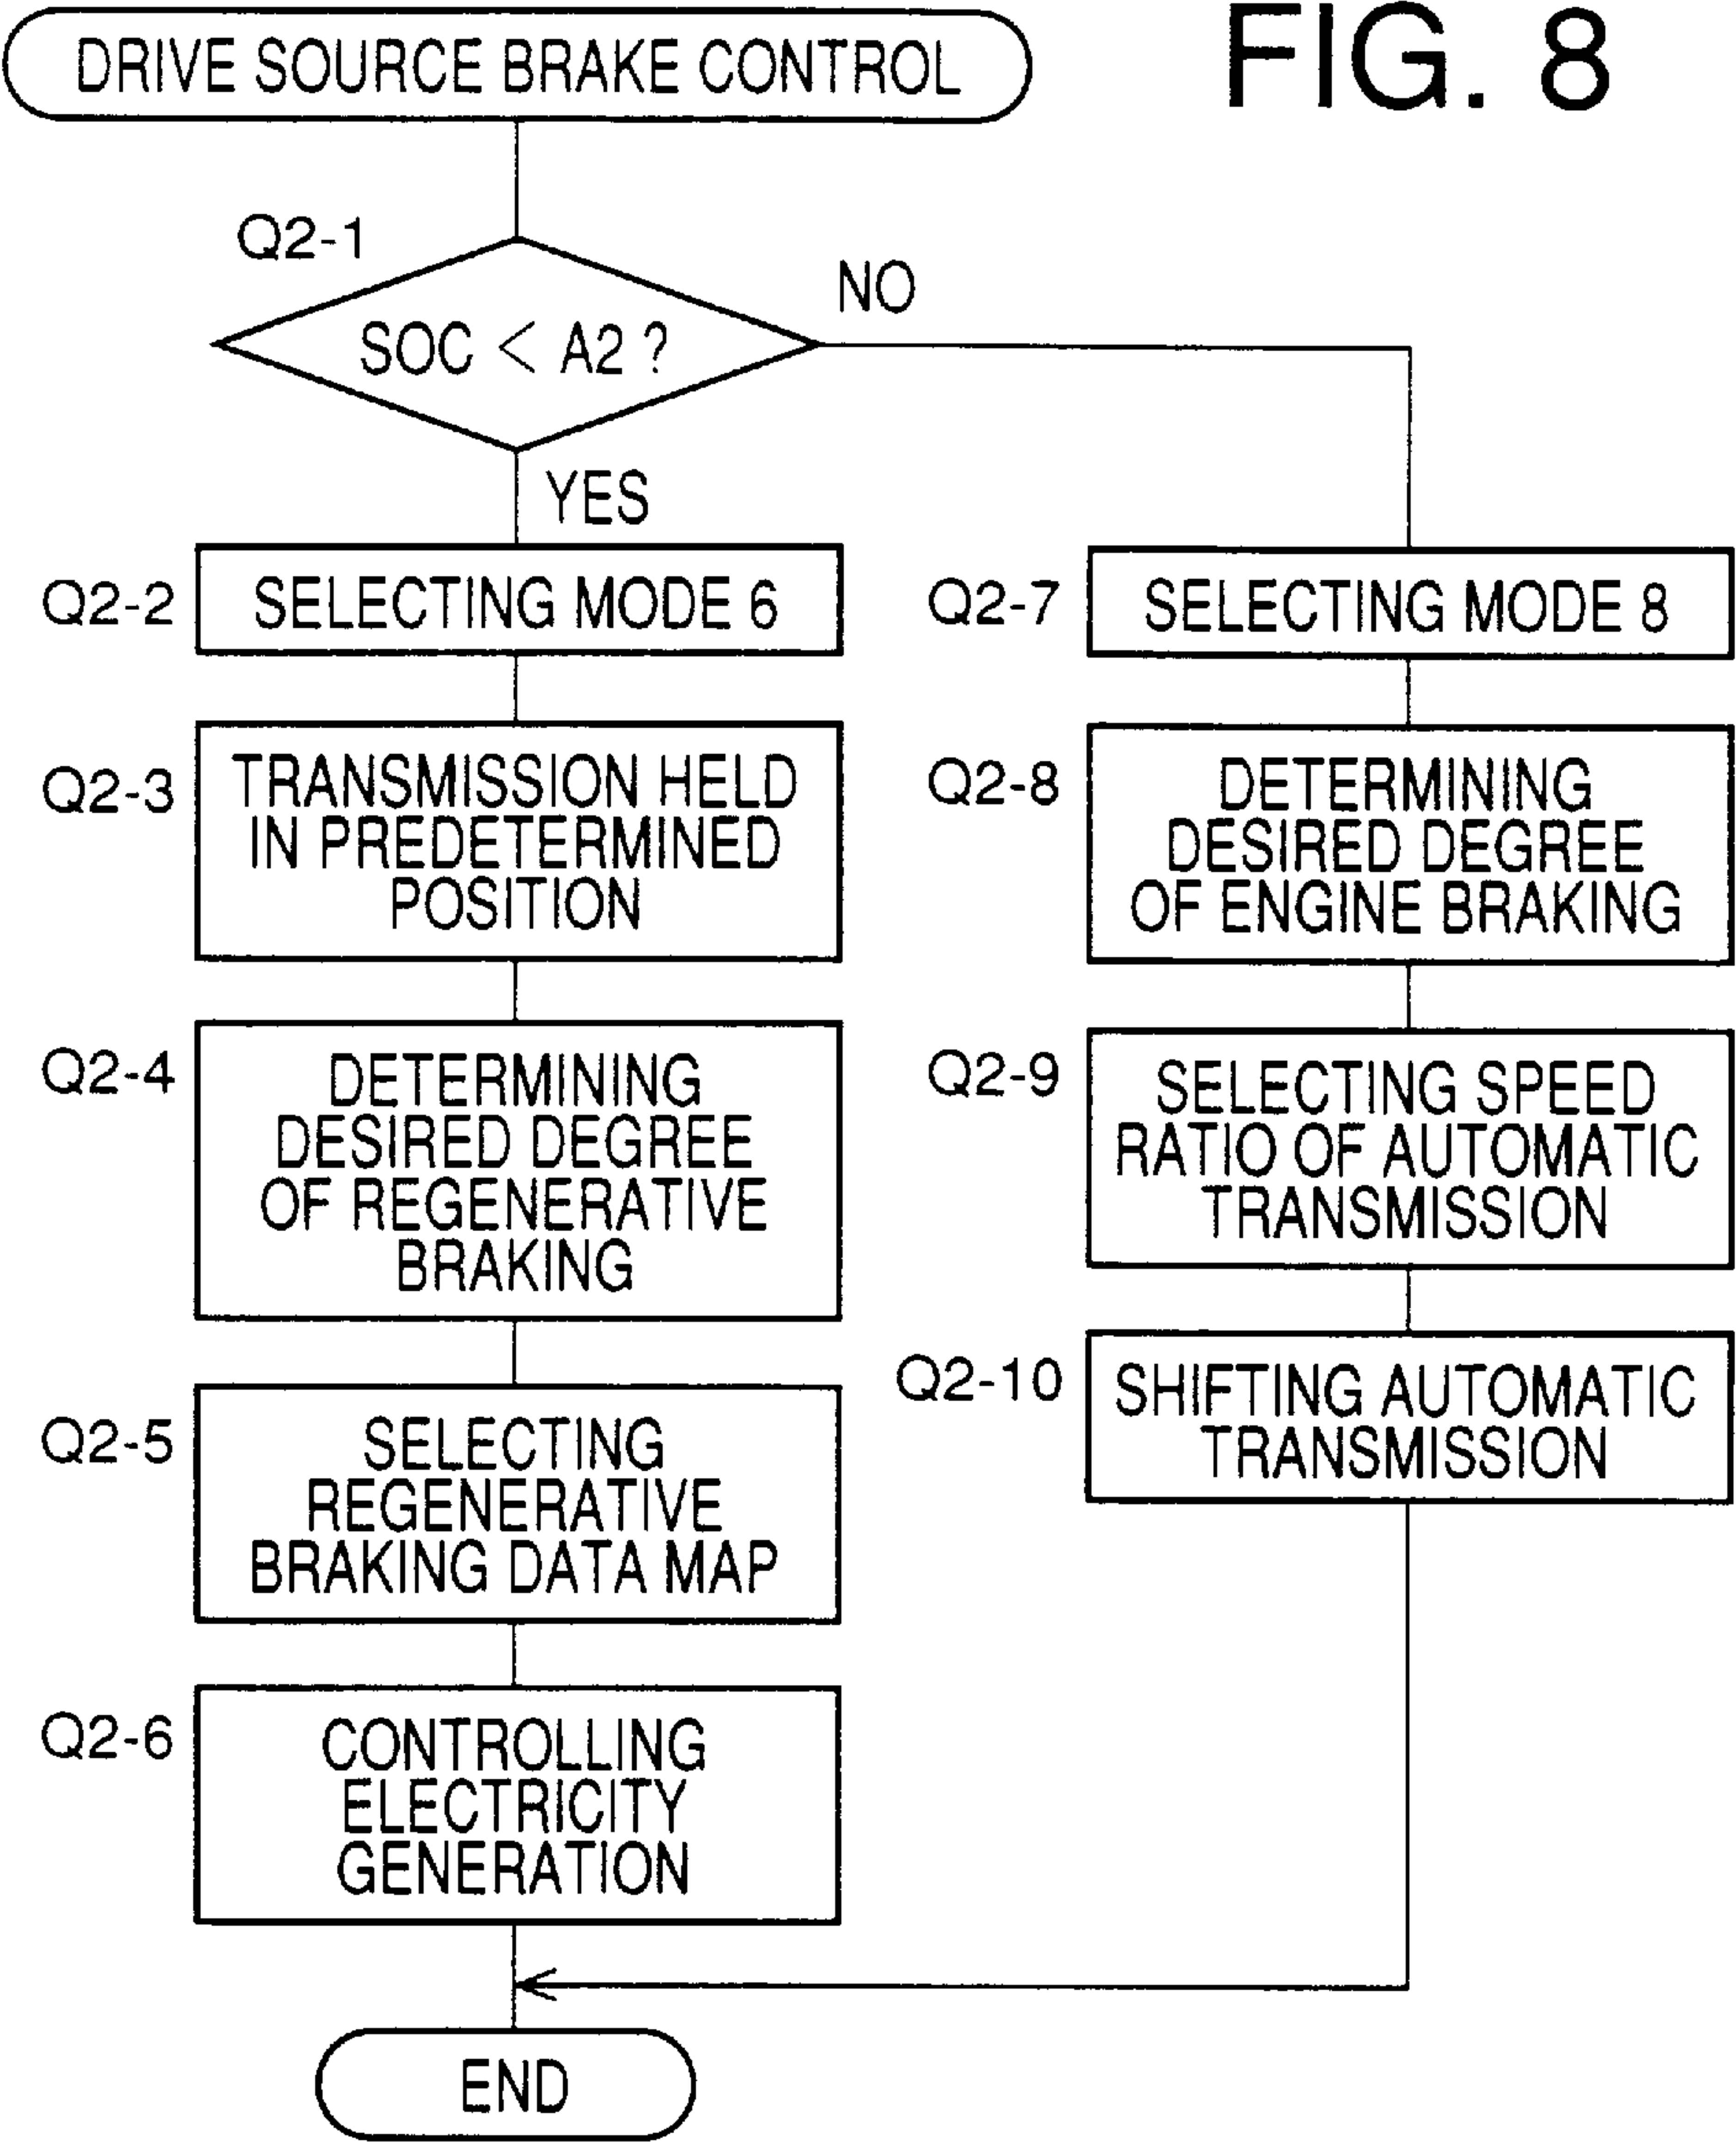 FIG. 8
DRIVE SOURCE BRAKE CONTROL
Q2-1
SOC < A2 ?
NO
YES
Q2-2
SELECTING MODE 6
Q2-3
TRANSMISSION HELD
IN PREDETERMINED
POSITION
Q2-4
DETERMINING
DESIRED DEGREE
OF REGENERATIVE
BRAKING
Q2-5
SELECTING
REGENERATIVE
BRAKING DATA MAP
Q2-6
CONTROLLING
ELECTRICITY
GENERATION
Q2-7
SELECTING MODE 8
Q2-8
DETERMINING
DESIRED DEGREE
OF ENGINE BRAKING
Q2-9
SELECTING SPEED
RATIO OF AUTOMATIC
TRANSMISSION
Q2-10
SHIFTING AUTOMATIC
TRANSMISSION
END